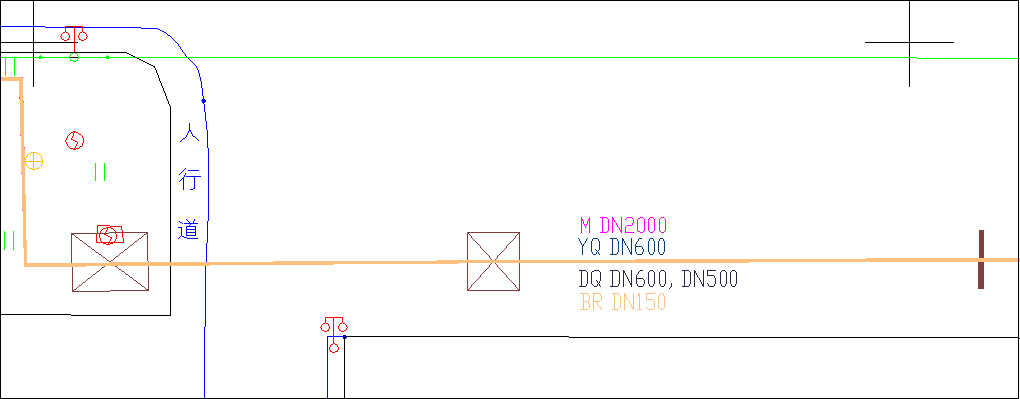 人
行
道
M DN2000
YQ DN600
DQ DN600, DN500
BR DN150